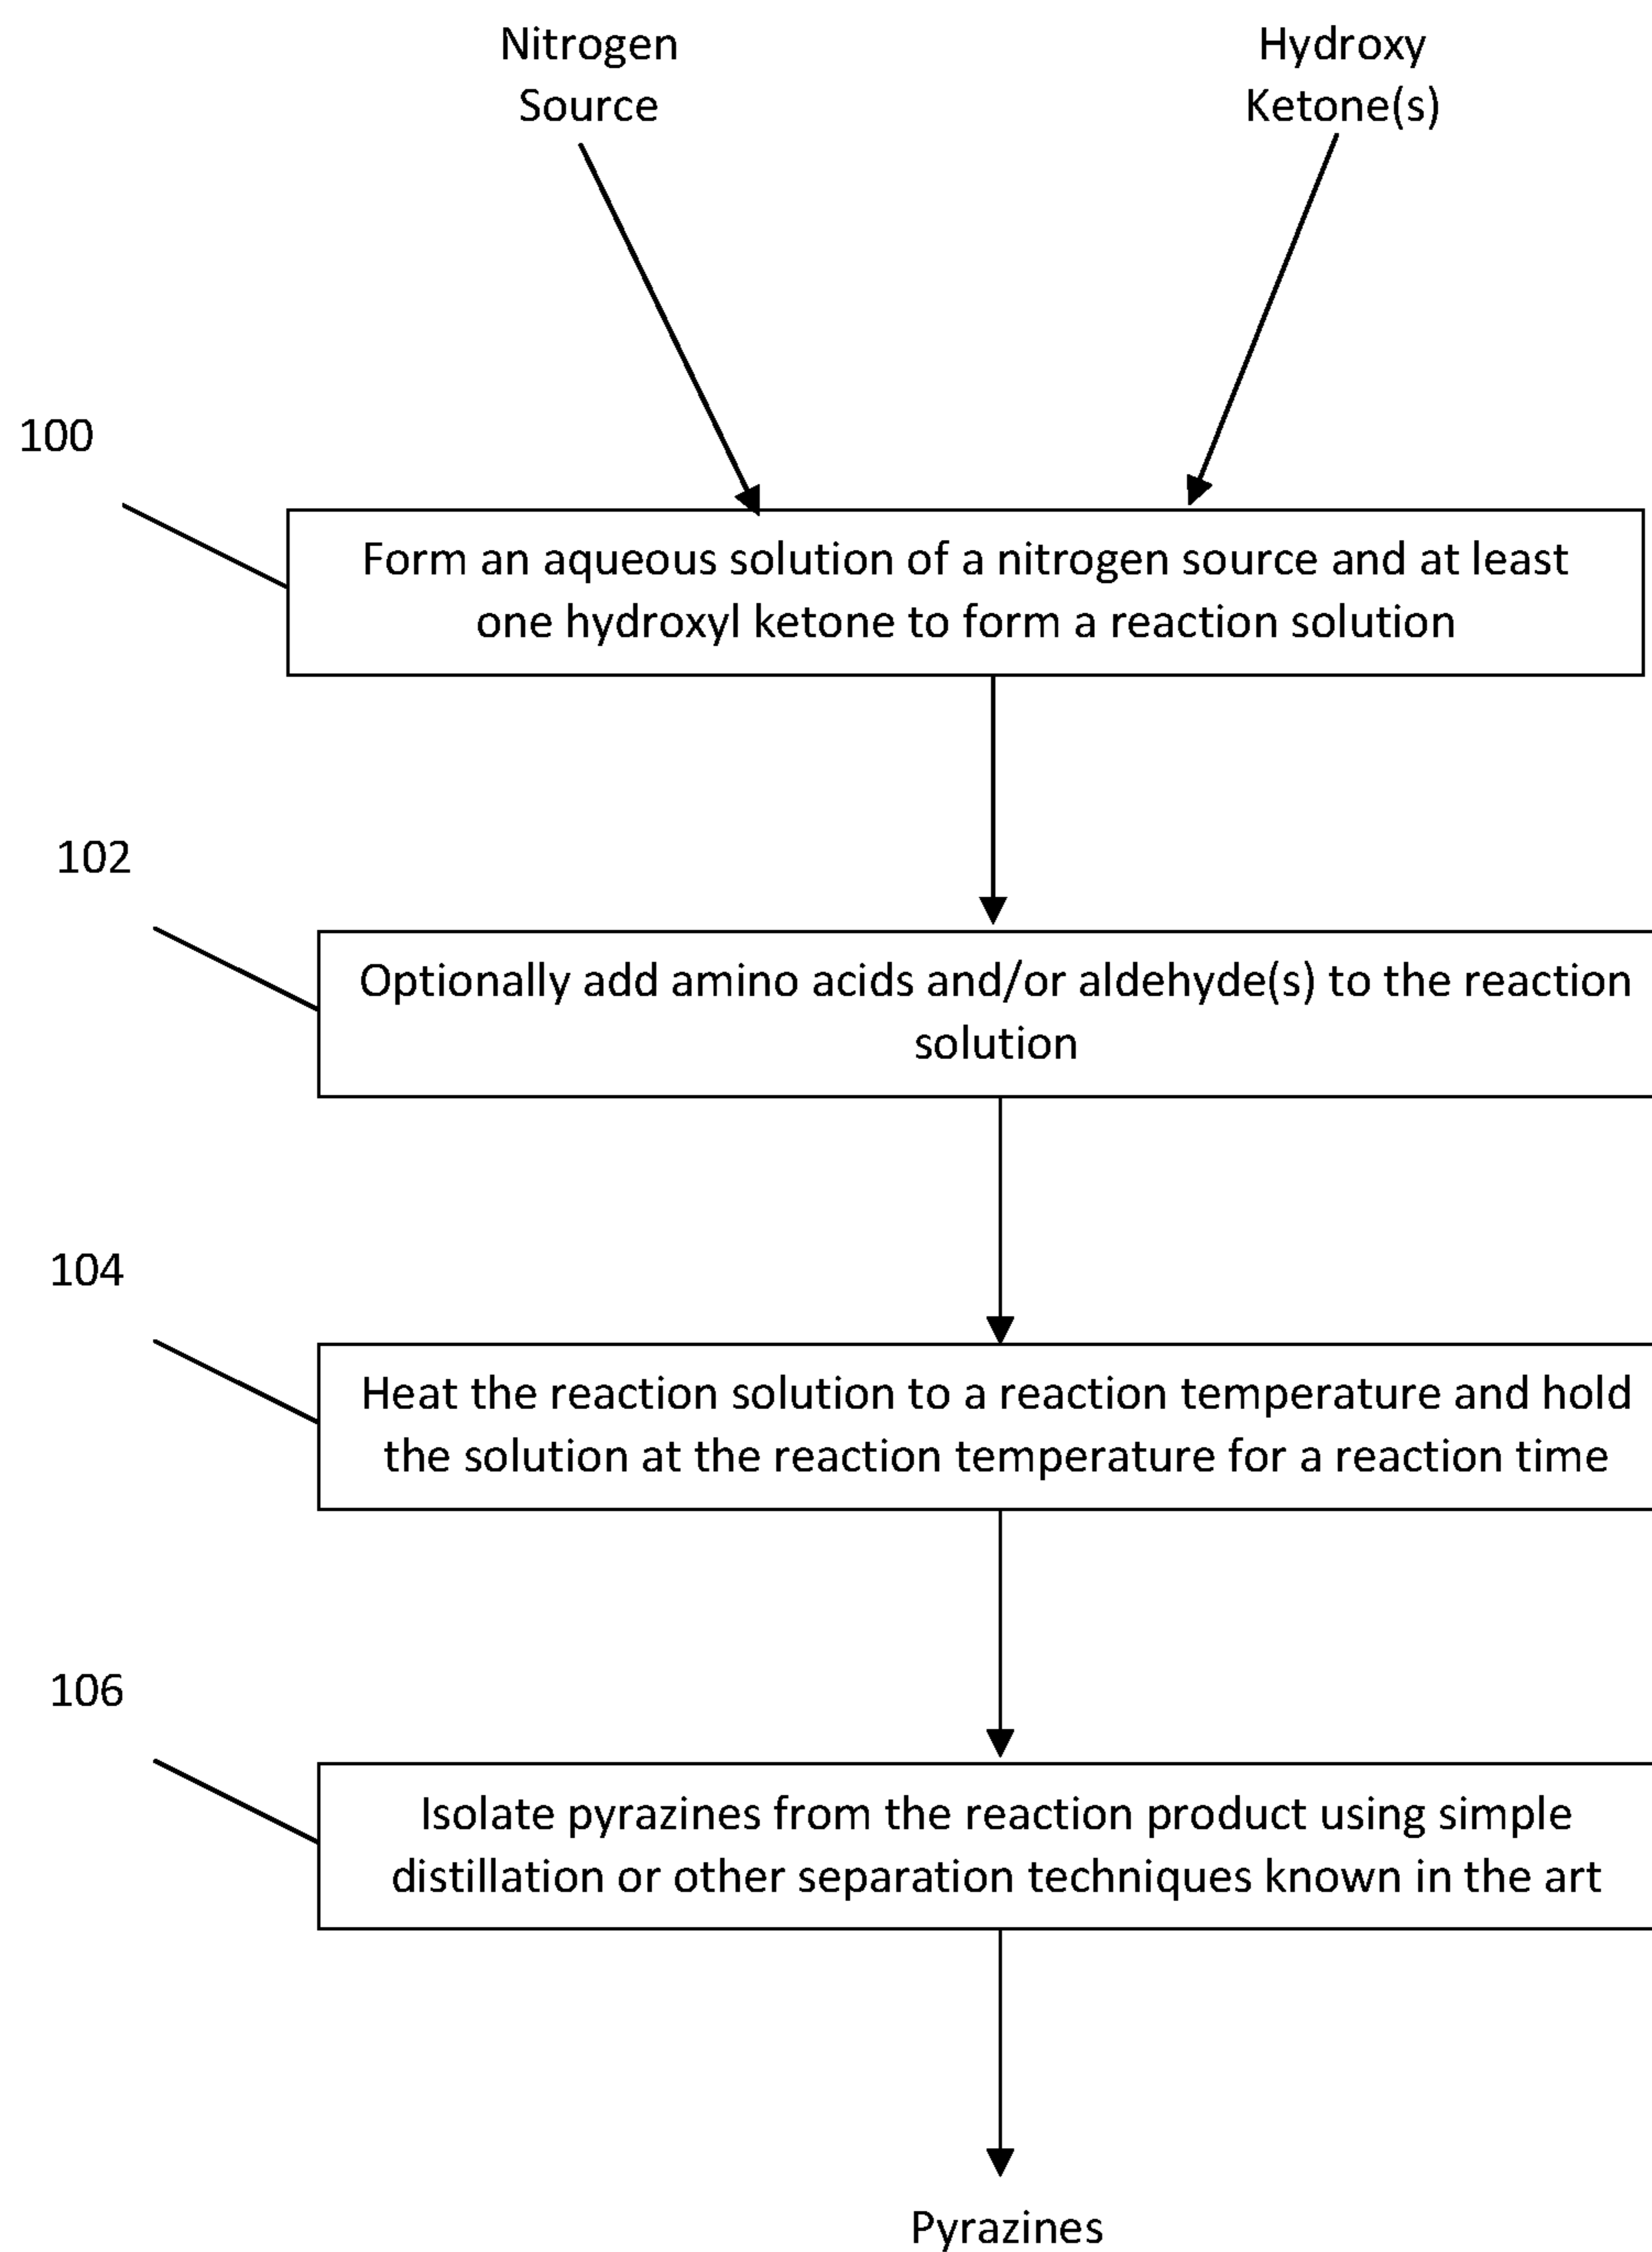 Nitrogen
Source
Hydroxy
Ketone(s)
100
Form an aqueous solution of a nitrogen source and at least
one hydroxyl ketone to form a reaction solution
102
Optionally add amino acids and/or aldehyde(s) to the reaction
solution
104
Heat the reaction solution to a reaction temperature and hold
the solution at the reaction temperature for a reaction time
106
Isolate pyrazines from the reaction product using simple
distillation or other separation techniques known in the art
Pyrazines